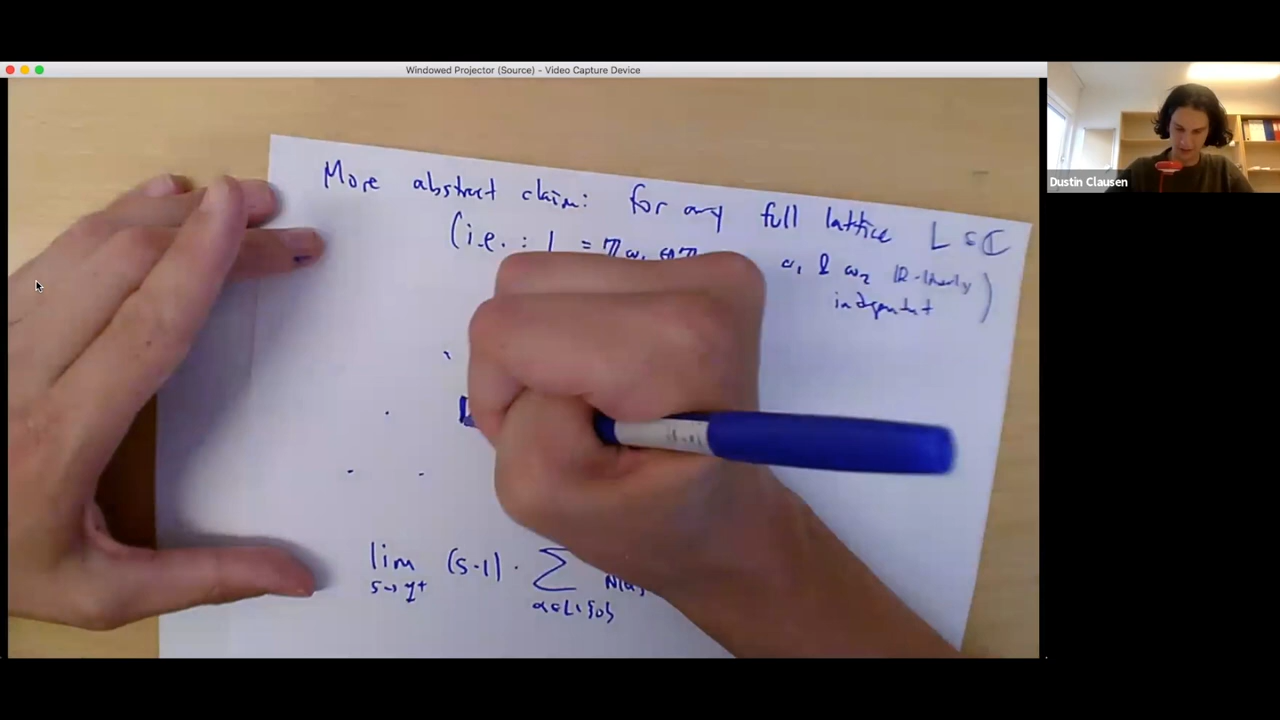 Windowed Projector (Source) - Video Capture Device
Dustin Clausen
More abstract claim: for any full lattice L ⊆ ℂ
(i.e.: L = ℤω₁ ⊕ ℤ ω₁ & ω₂ ℝ-linearly
independent)
lim (s-1) · Σ
s→1+ α∈L\{0} N(α)